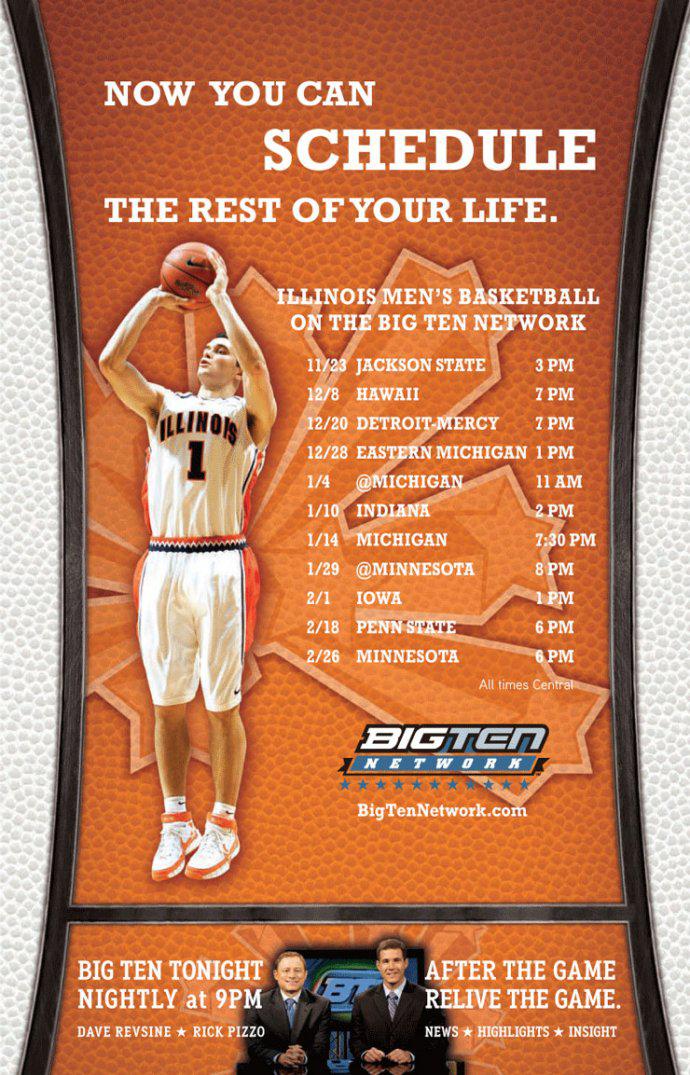 NOW YOU CAN
SCHEDULE
THE REST OF YOUR LIFE.
ILLINOIS MEN'S BASKETBALL
ON THE BIG TEN NETWORK
11/23 JACKSON STATE 3 PM
12/8 HAWAII 7 PM
12/20 DETROIT-MERCY 7 PM
12/28 EASTERN MICHIGAN 1 PM
1/4 @MICHIGAN 11 AM
1/10 INDIANA 2 PM
1/14 MICHIGAN 7:30 PM
1/29 @MINNESOTA 8 PM
2/1 IOWA 1 PM
2/18 PENN STATE 6 PM
2/26 MINNESOTA 6 PM
All times Central
ILLINOIS
1
BIGTEN
NETWORK
BigTenNetwork.com
BIG TEN TONIGHT
NIGHTLY at 9PM
DAVE REVSINE ★ RICK PIZZO
BT
AFTER THE GAME
RELIVE THE GAME.
NEWS ★ HIGHLIGHTS ★ INSIGHT